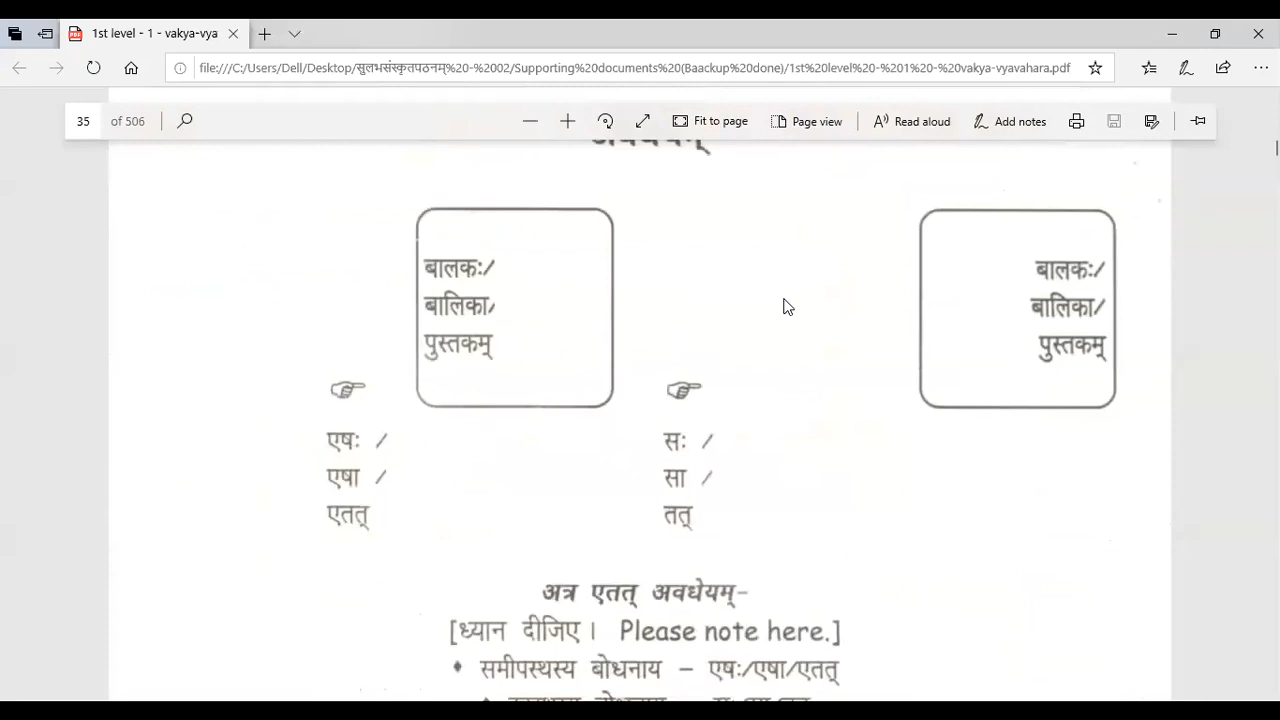 1st level - 1 - vakya-vya
file:///C:/Users/Dell/Desktop/सुलभसंस्कृतपठनम्%20-%2002/Supporting%20documents%20(Baackup%20done)/1st%20level%20-%201%20-%20vakya-vyavahara.pdf
35 of 506 Fit to page Page view Read aloud Add notes
बालकः/ बालकः/
बालिका/ बालिका/
पुस्तकम् पुस्तकम्
एषः / सः /
एषा / सा /
एतत् तत्
अत्र एतत् अवधेयम्-
[ध्यान दीजिए। Please note here.]
• समीपस्थस्य बोधनाय - एषः/एषा/एतत्